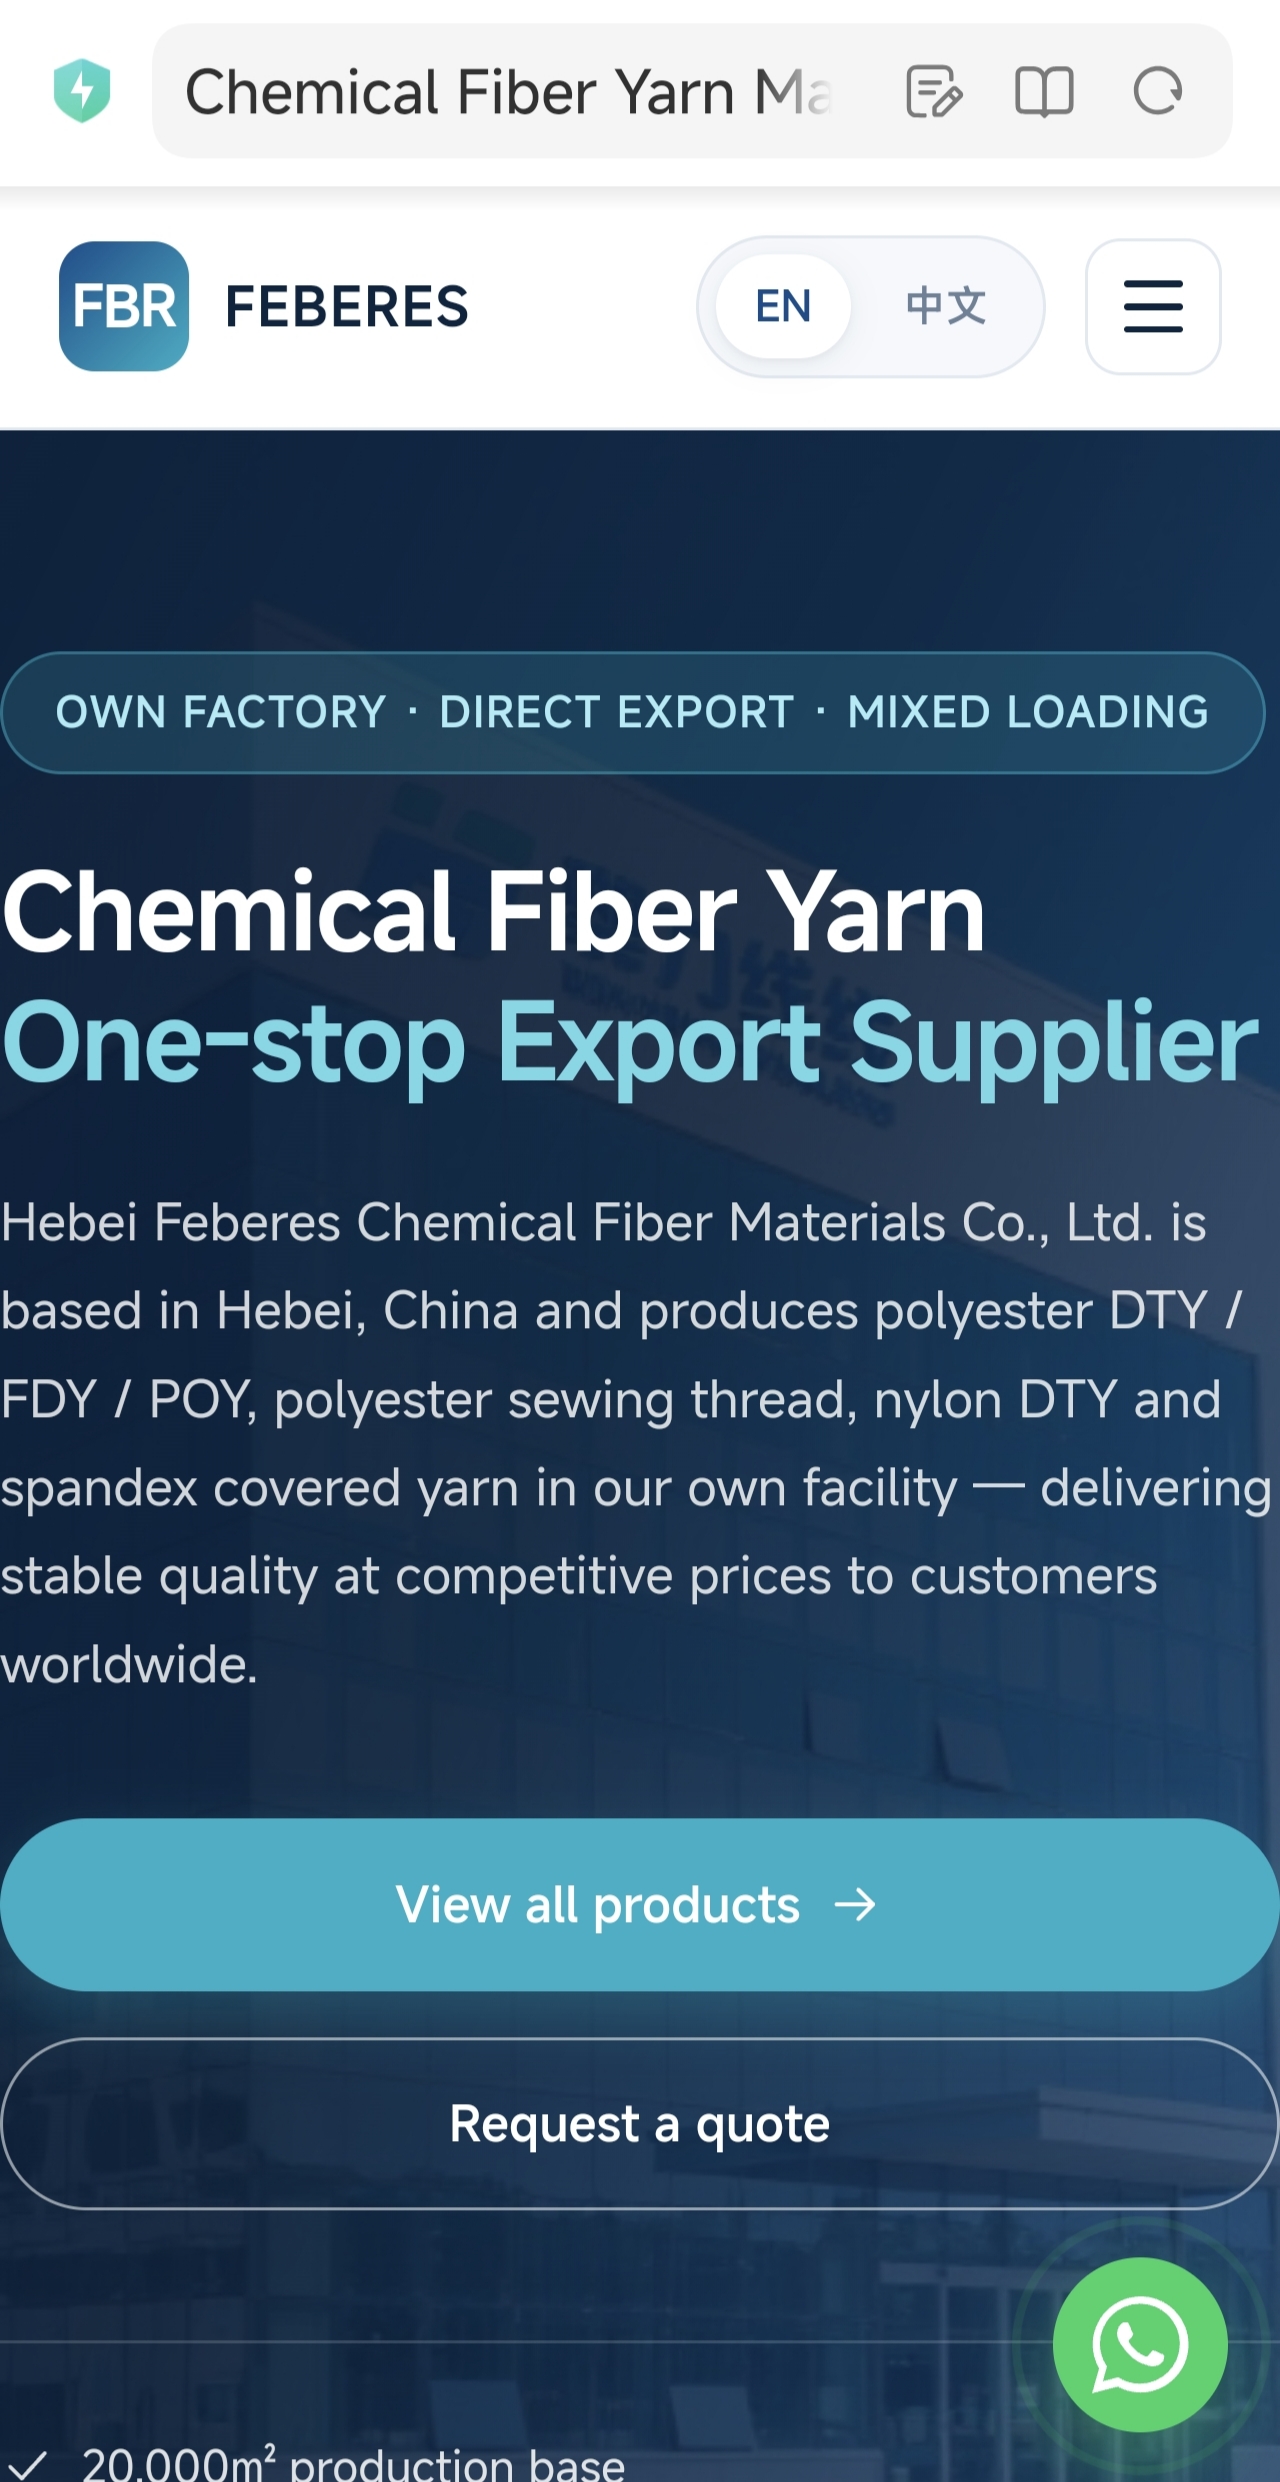 Chemical Fiber Yarn Ma
FBR FEBERES EN 中文
OWN FACTORY · DIRECT EXPORT · MIXED LOADING
Chemical Fiber Yarn
One-stop Export Supplier
Hebei Feberes Chemical Fiber Materials Co., Ltd. is
based in Hebei, China and produces polyester DTY /
FDY / POY, polyester sewing thread, nylon DTY and
spandex covered yarn in our own facility — delivering
stable quality at competitive prices to customers
worldwide.
View all products →
Request a quote
✓ 20,000m² production base